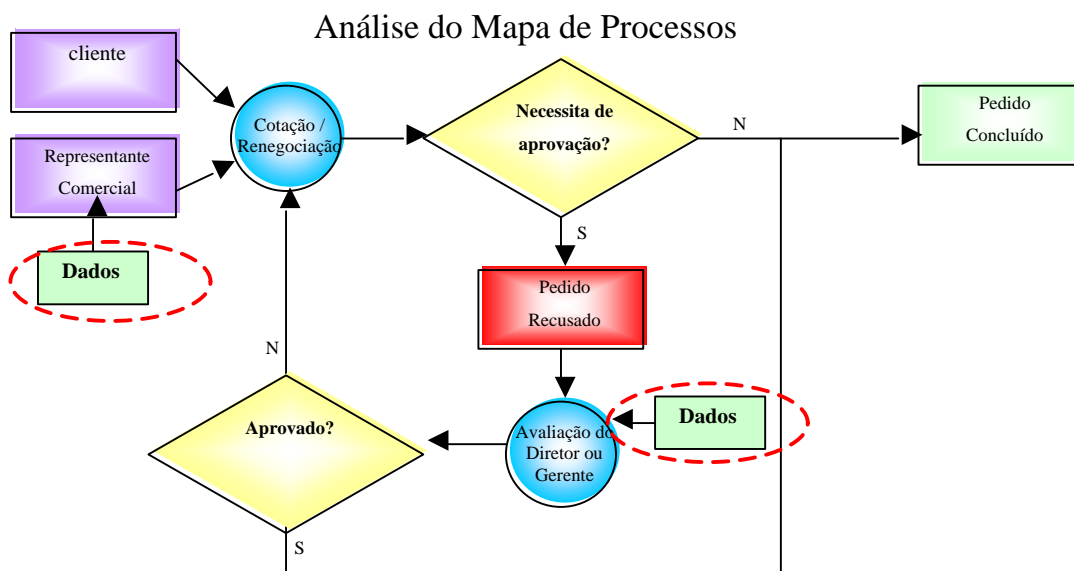 Análise do Mapa de Processos
cliente
Representante
Comercial
Dados
Cotação /
Renegociação
Necessita de
aprovação?
N
Pedido
Concluído
S
Pedido
Recusado
Avaliação do
Diretor ou
Gerente
Dados
N
Aprovado?
S